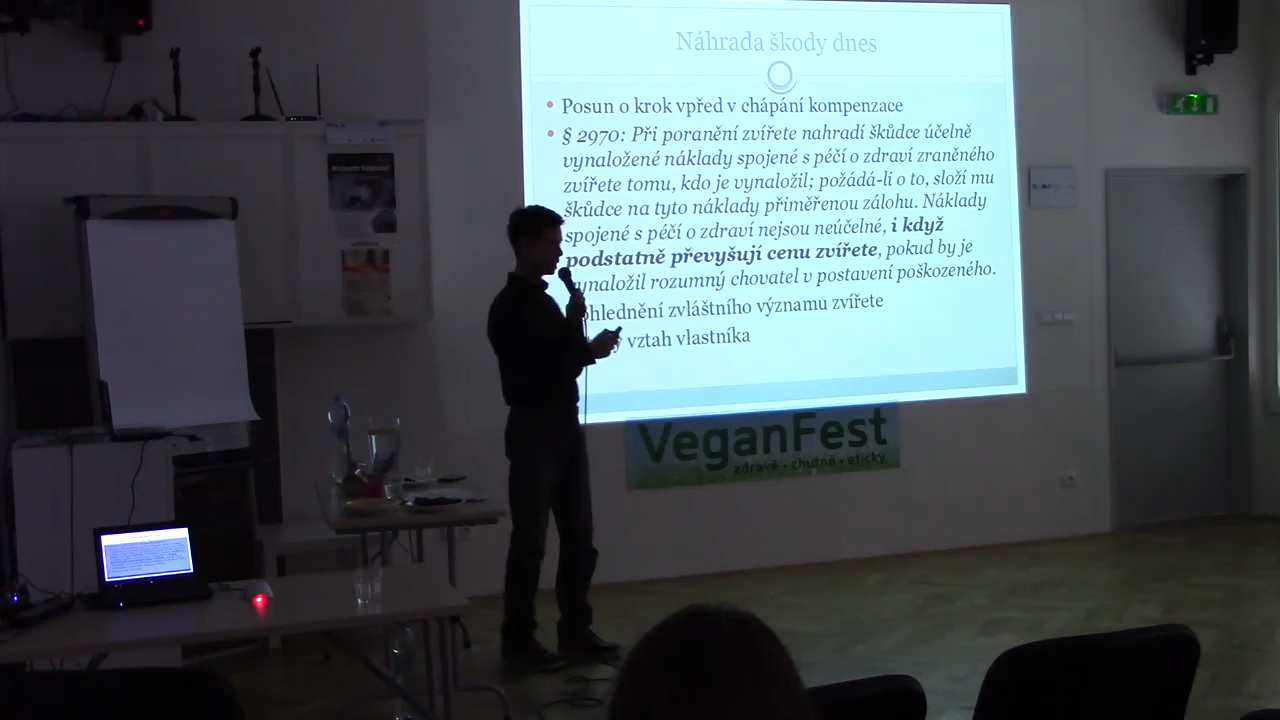 Náhrada škody dnes
• Posun o krok vpřed v chápání kompenzace
• § 2970: Při poranění zvířete nahradí škůdce účelně
vynaložené náklady spojené s péčí o zdraví zraněného
zvířete tomu, kdo je vynaložil; požádá-li o to, složí mu
škůdce na tyto náklady přiměřenou zálohu. Náklady
spojené s péčí o zdraví nejsou neúčelné, i když
podstatně převyšují cenu zvířete, pokud by je
vynaložil rozumný chovatel v postavení poškozeného.
ohlednění zvláštního významu zvířete
vztah vlastníka
VeganFest
zdravě • chutně • eticky